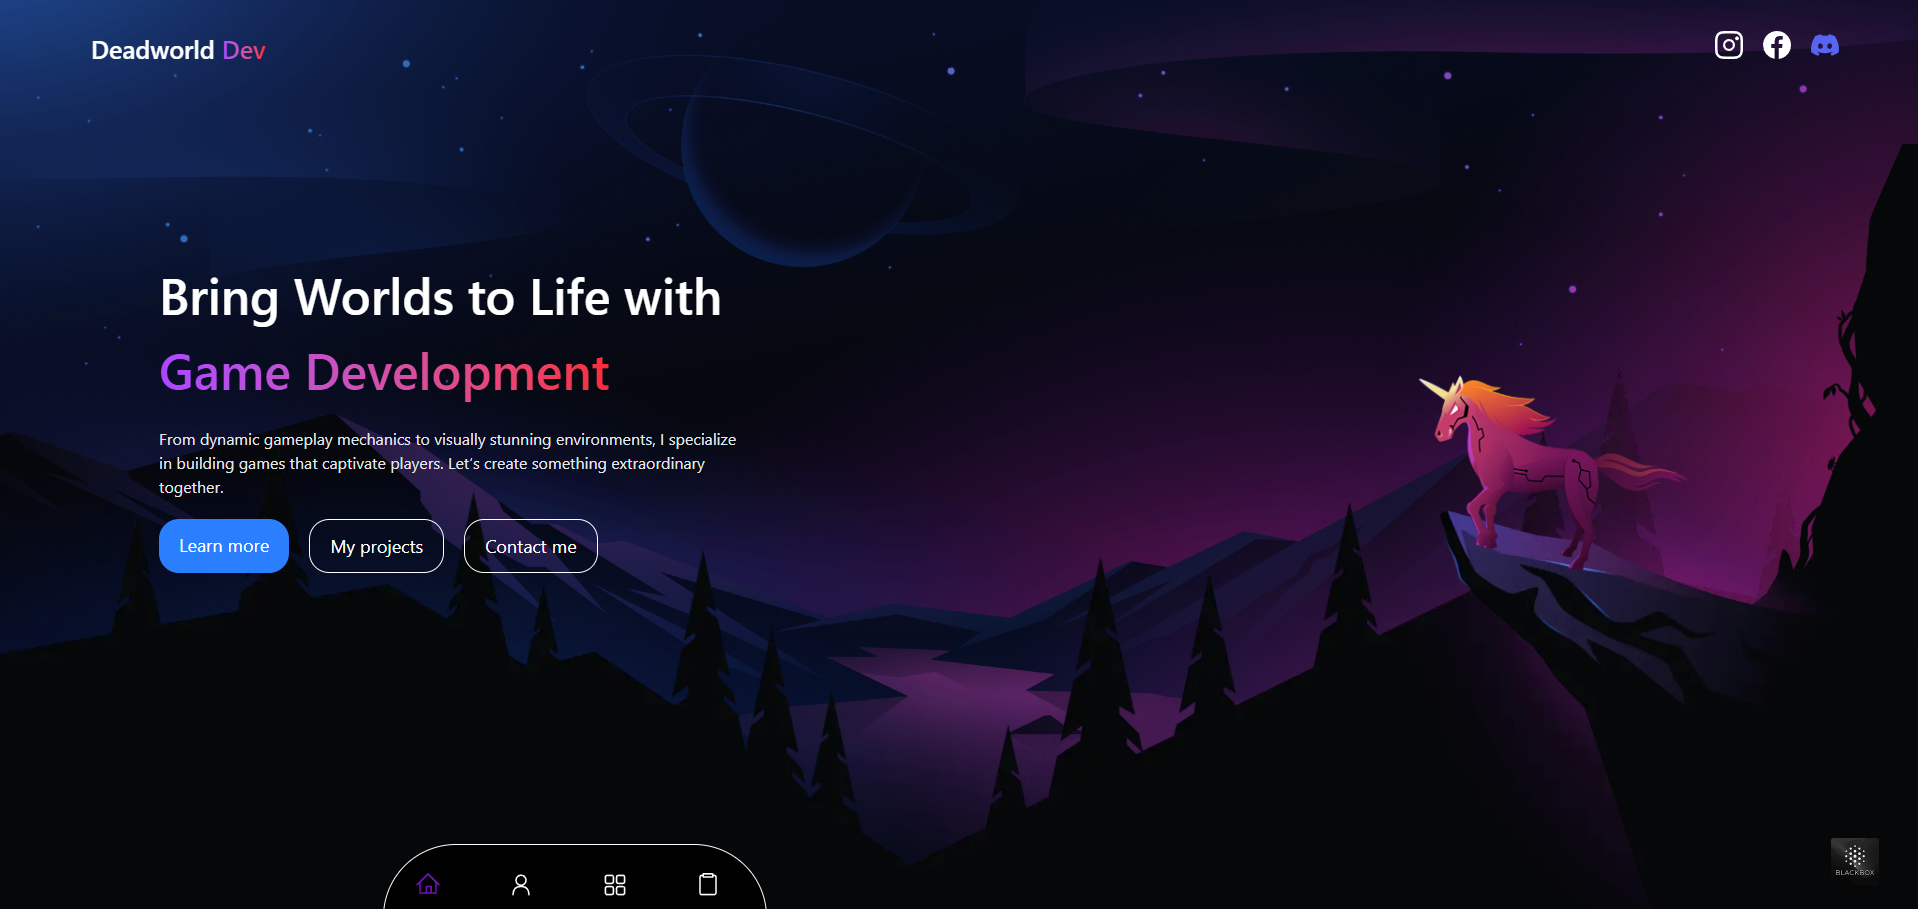 Deadworld Dev
Bring Worlds to Life with
Game Development
From dynamic gameplay mechanics to visually stunning environments, I specialize
in building games that captivate players. Let's create something extraordinary
together.
Learn more
My projects
Contact me
BLACKBOX